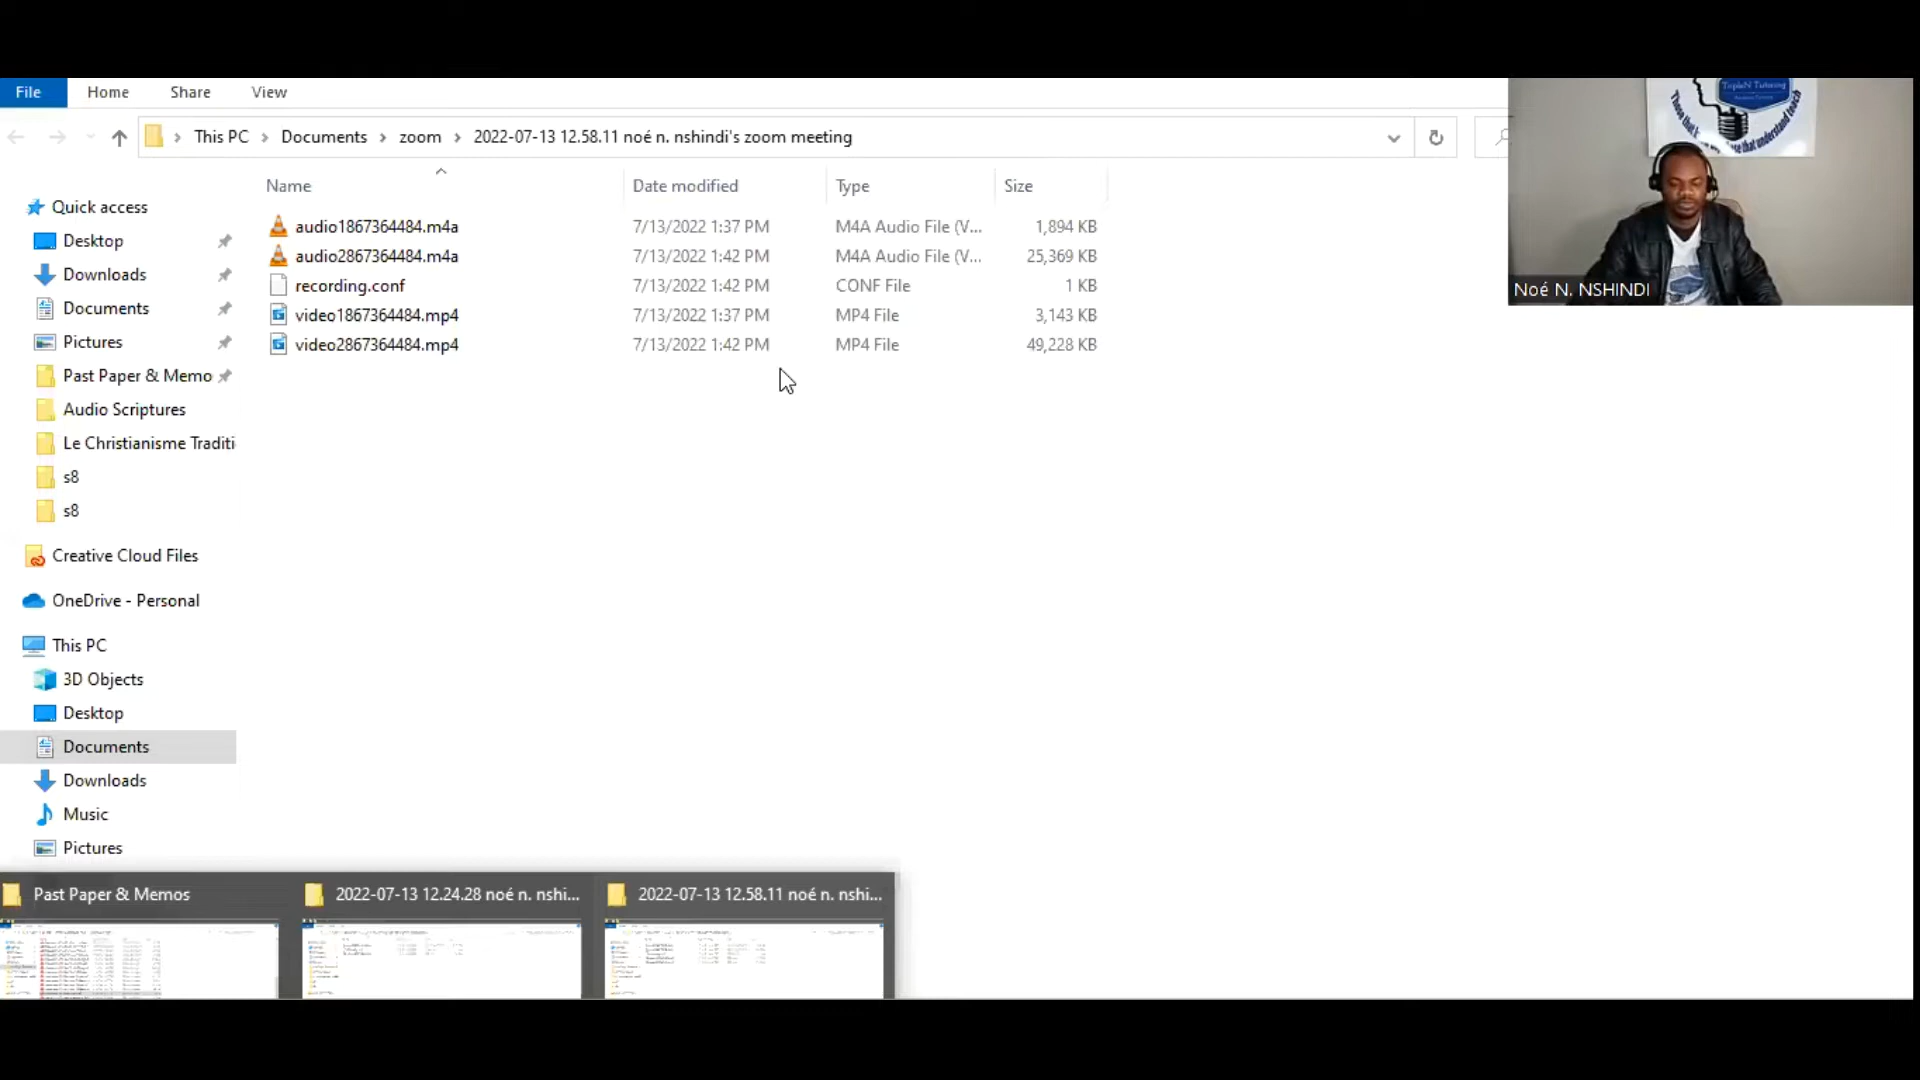 File Home Share View
This PC Documents zoom 2022-07-13 12.58.11 noé n. nshindi's zoom meeting
Name Date modified Type Size
audio1867364484.m4a 7/13/2022 1:37 PM M4A Audio File (V... 1,894 KB
audio2867364484.m4a 7/13/2022 1:42 PM M4A Audio File (V... 25,369 KB
recording.conf 7/13/2022 1:42 PM CONF File 1 KB
video1867364484.mp4 7/13/2022 1:37 PM MP4 File 3,143 KB
video2867364484.mp4 7/13/2022 1:42 PM MP4 File 49,228 KB
Quick access
Desktop
Downloads
Documents
Pictures
Past Paper & Memo
Audio Scriptures
Le Christianisme Traditi
s8
s8
Creative Cloud Files
OneDrive - Personal
This PC
3D Objects
Desktop
Documents
Downloads
Music
Pictures
Past Paper & Memos
2022-07-13 12.24.28 noé n. nshi...
2022-07-13 12.58.11 noé n. nshi...
TripleN Tutoring
that understand teach
Noé N. NSHINDI